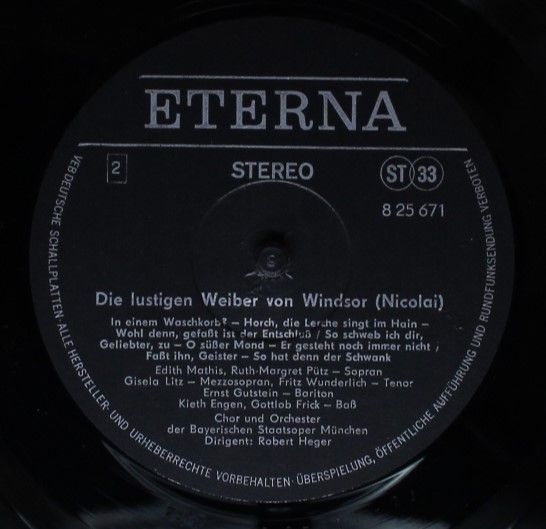 ETERNA
2
STEREO
ST 33
8 25 671
Die lustigen Weiber von Windsor (Nicolai)
In einem Waschkorb? – Horch, die Lerche singt im Hain –
Wohl denn, gefaßt ist der Entschluß / So schweb ich dir,
Geliebter, zu – O süßer Mond – Er gesteht noch immer nicht /
Faßt ihn, Geister – So hat denn der Schwank
Edith Mathis, Ruth-Margret Pütz – Sopran
Gisela Litz – Mezzosopran, Fritz Wunderlich – Tenor
Ernst Gutstein – Bariton
Kieth Engen, Gottlob Frick – Baß
Chor und Orchester
der Bayerischen Staatsoper München
Dirigent: Robert Heger
VEB DEUTSCHE SCHALLPLATTEN ALLE HERSTELLER- UND URHEBERRECHTE VORBEHALTEN · ÜBERSPIELUNG, ÖFFENTLICHE AUFFÜHRUNG UND RUNDFUNKSENDUNG VERBOTEN